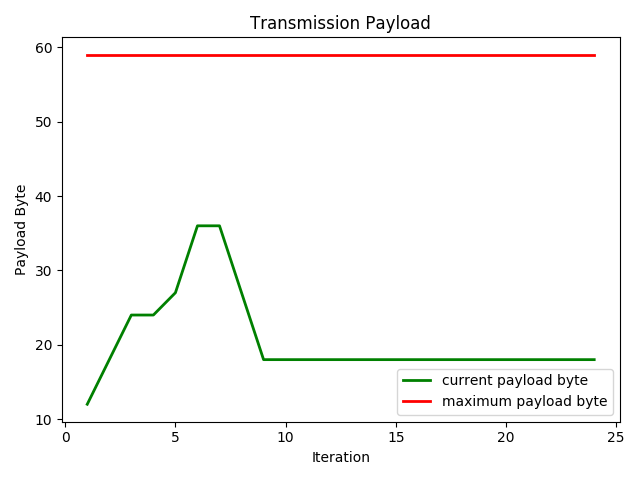 Transmission Payload
60
50
40
30
20
10
Payload Byte
current payload byte
maximum payload byte
0 5 10 15 20 25
Iteration